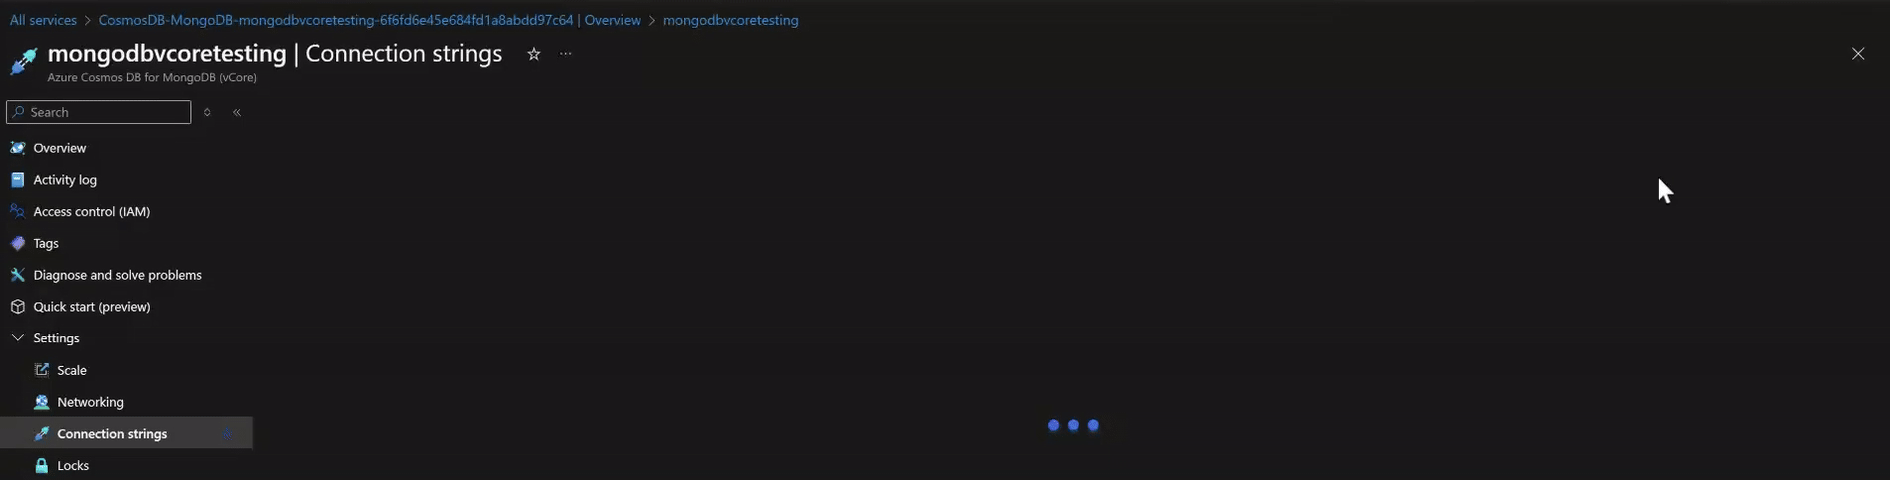 All services > CosmosDB-MongoDB-mongodbvcoretesting-6f6fd6e45e684fd1a8abdd97c64 | Overview > mongodbvcoretesting
mongodbvcoretesting | Connection strings
Azure Cosmos DB for MongoDB (vCore)
Search
Overview
Activity log
Access control (IAM)
Tags
Diagnose and solve problems
Quick start (preview)
Settings
Scale
Networking
Connection strings
Locks